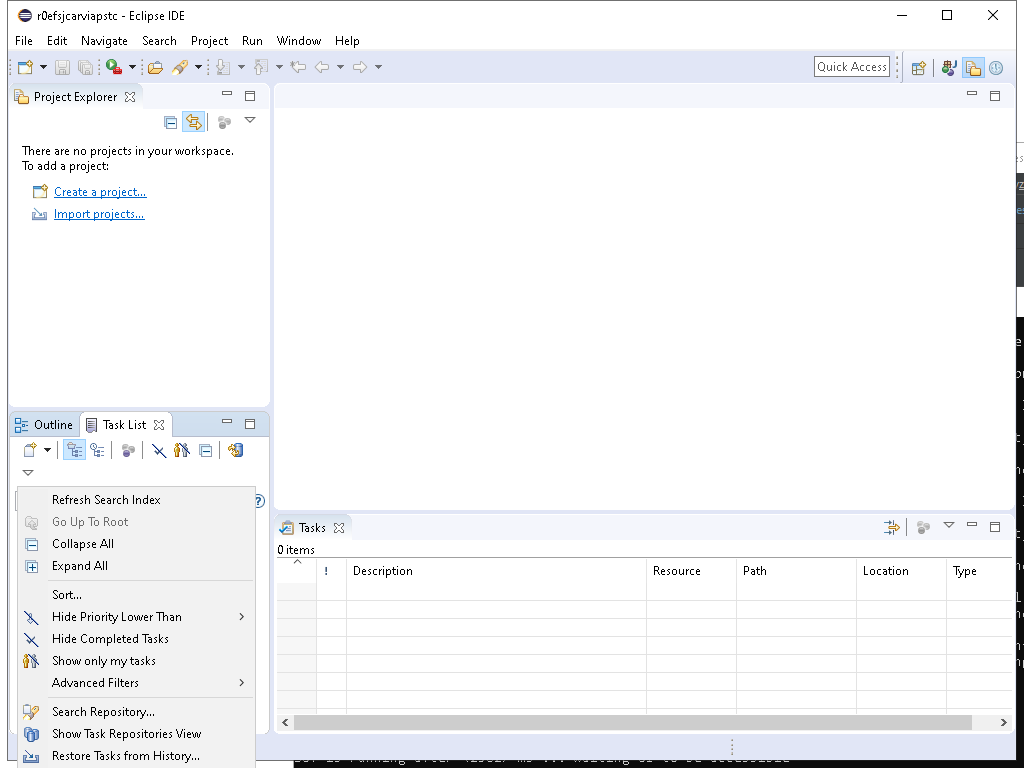 r0efsjcarviapstc - Eclipse IDE
File Edit Navigate Search Project Run Window Help
Quick Access
Project Explorer
There are no projects in your workspace.
To add a project:
Create a project...
Import projects...
Outline Task List
Refresh Search Index
Go Up To Root
Collapse All
Expand All
Sort...
Hide Priority Lower Than
Hide Completed Tasks
Show only my tasks
Advanced Filters
Search Repository...
Show Task Repositories View
Restore Tasks from History...
Tasks
0 items
! Description Resource Path Location Type